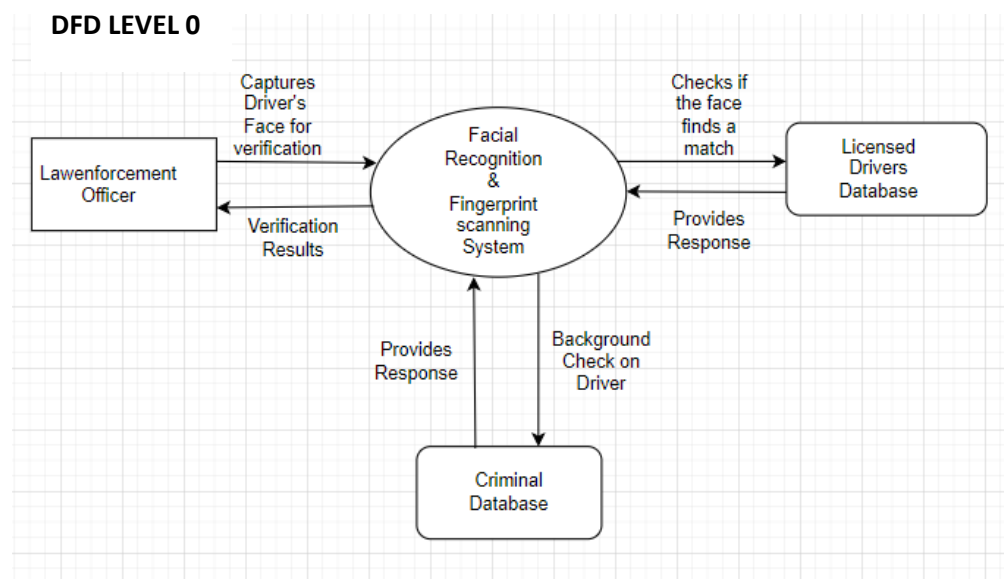 DFD LEVEL 0
Captures
Driver's
Face for
verification
Lawenforcement
Officer
Verification
Results
Facial
Recognition
&
Fingerprint
scanning
System
Checks if
the face
finds a
match
Licensed
Drivers
Database
Provides
Response
Provides
Response
Background
Check on
Driver
Criminal
Database